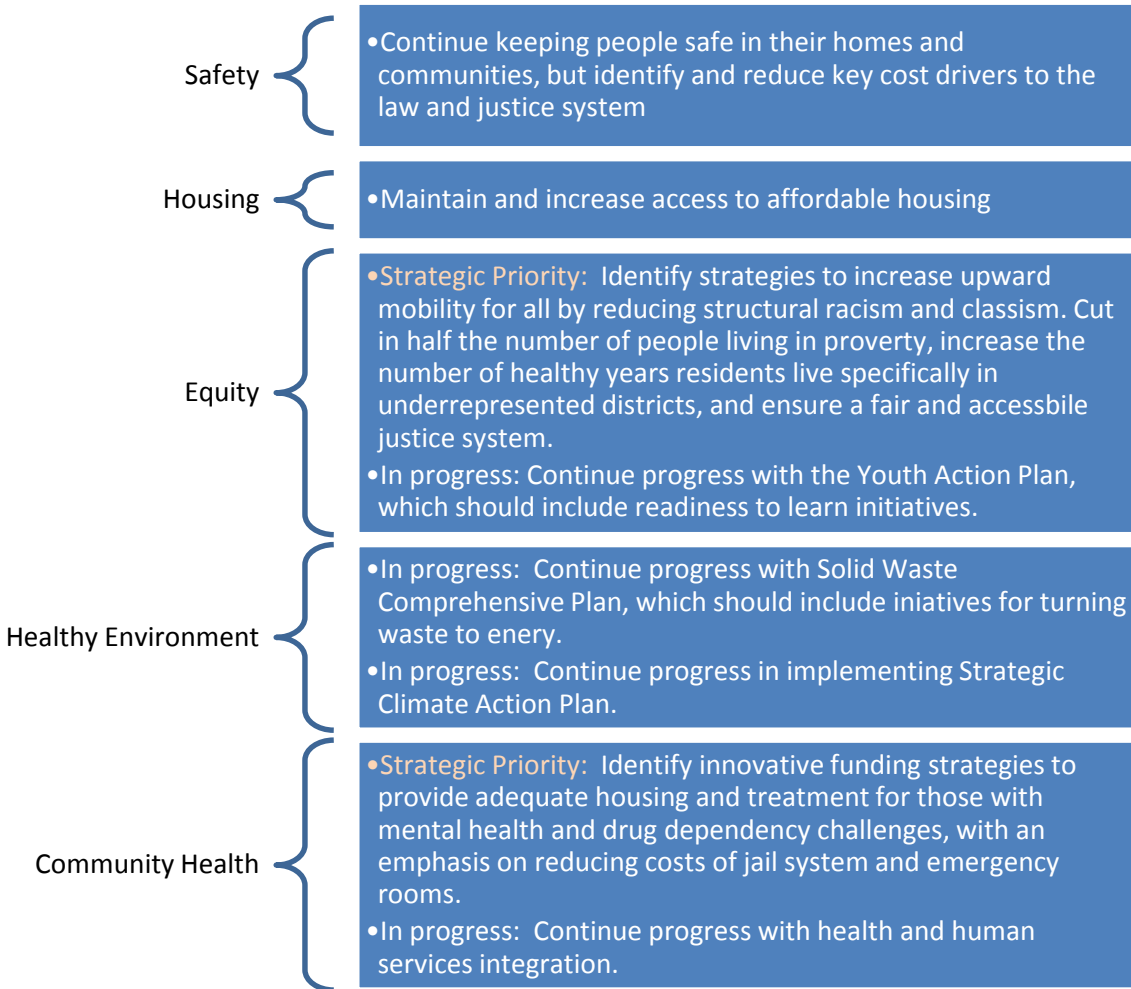 Safety
•Continue keeping people safe in their homes and
communities, but identify and reduce key cost drivers to the
law and justice system
Housing
•Maintain and increase access to affordable housing
Equity
•Strategic Priority:  Identify strategies to increase upward
mobility for all by reducing structural racism and classism. Cut
in half the number of people living in proverty, increase the
number of healthy years residents live specifically in
underrepresented districts, and ensure a fair and accessbile
justice system.
•In progress: Continue progress with the Youth Action Plan,
which should include readiness to learn initiatives.
Healthy Environment
•In progress:  Continue progress with Solid Waste
Comprehensive Plan, which should include iniatives for turning
waste to enery.
•In progress:  Continue progress in implementing Strategic
Climate Action Plan.
Community Health
•Strategic Priority:  Identify innovative funding strategies to
provide adequate housing and treatment for those with
mental health and drug dependency challenges, with an
emphasis on reducing costs of jail system and emergency
rooms.
•In progress:  Continue progress with health and human
services integration.